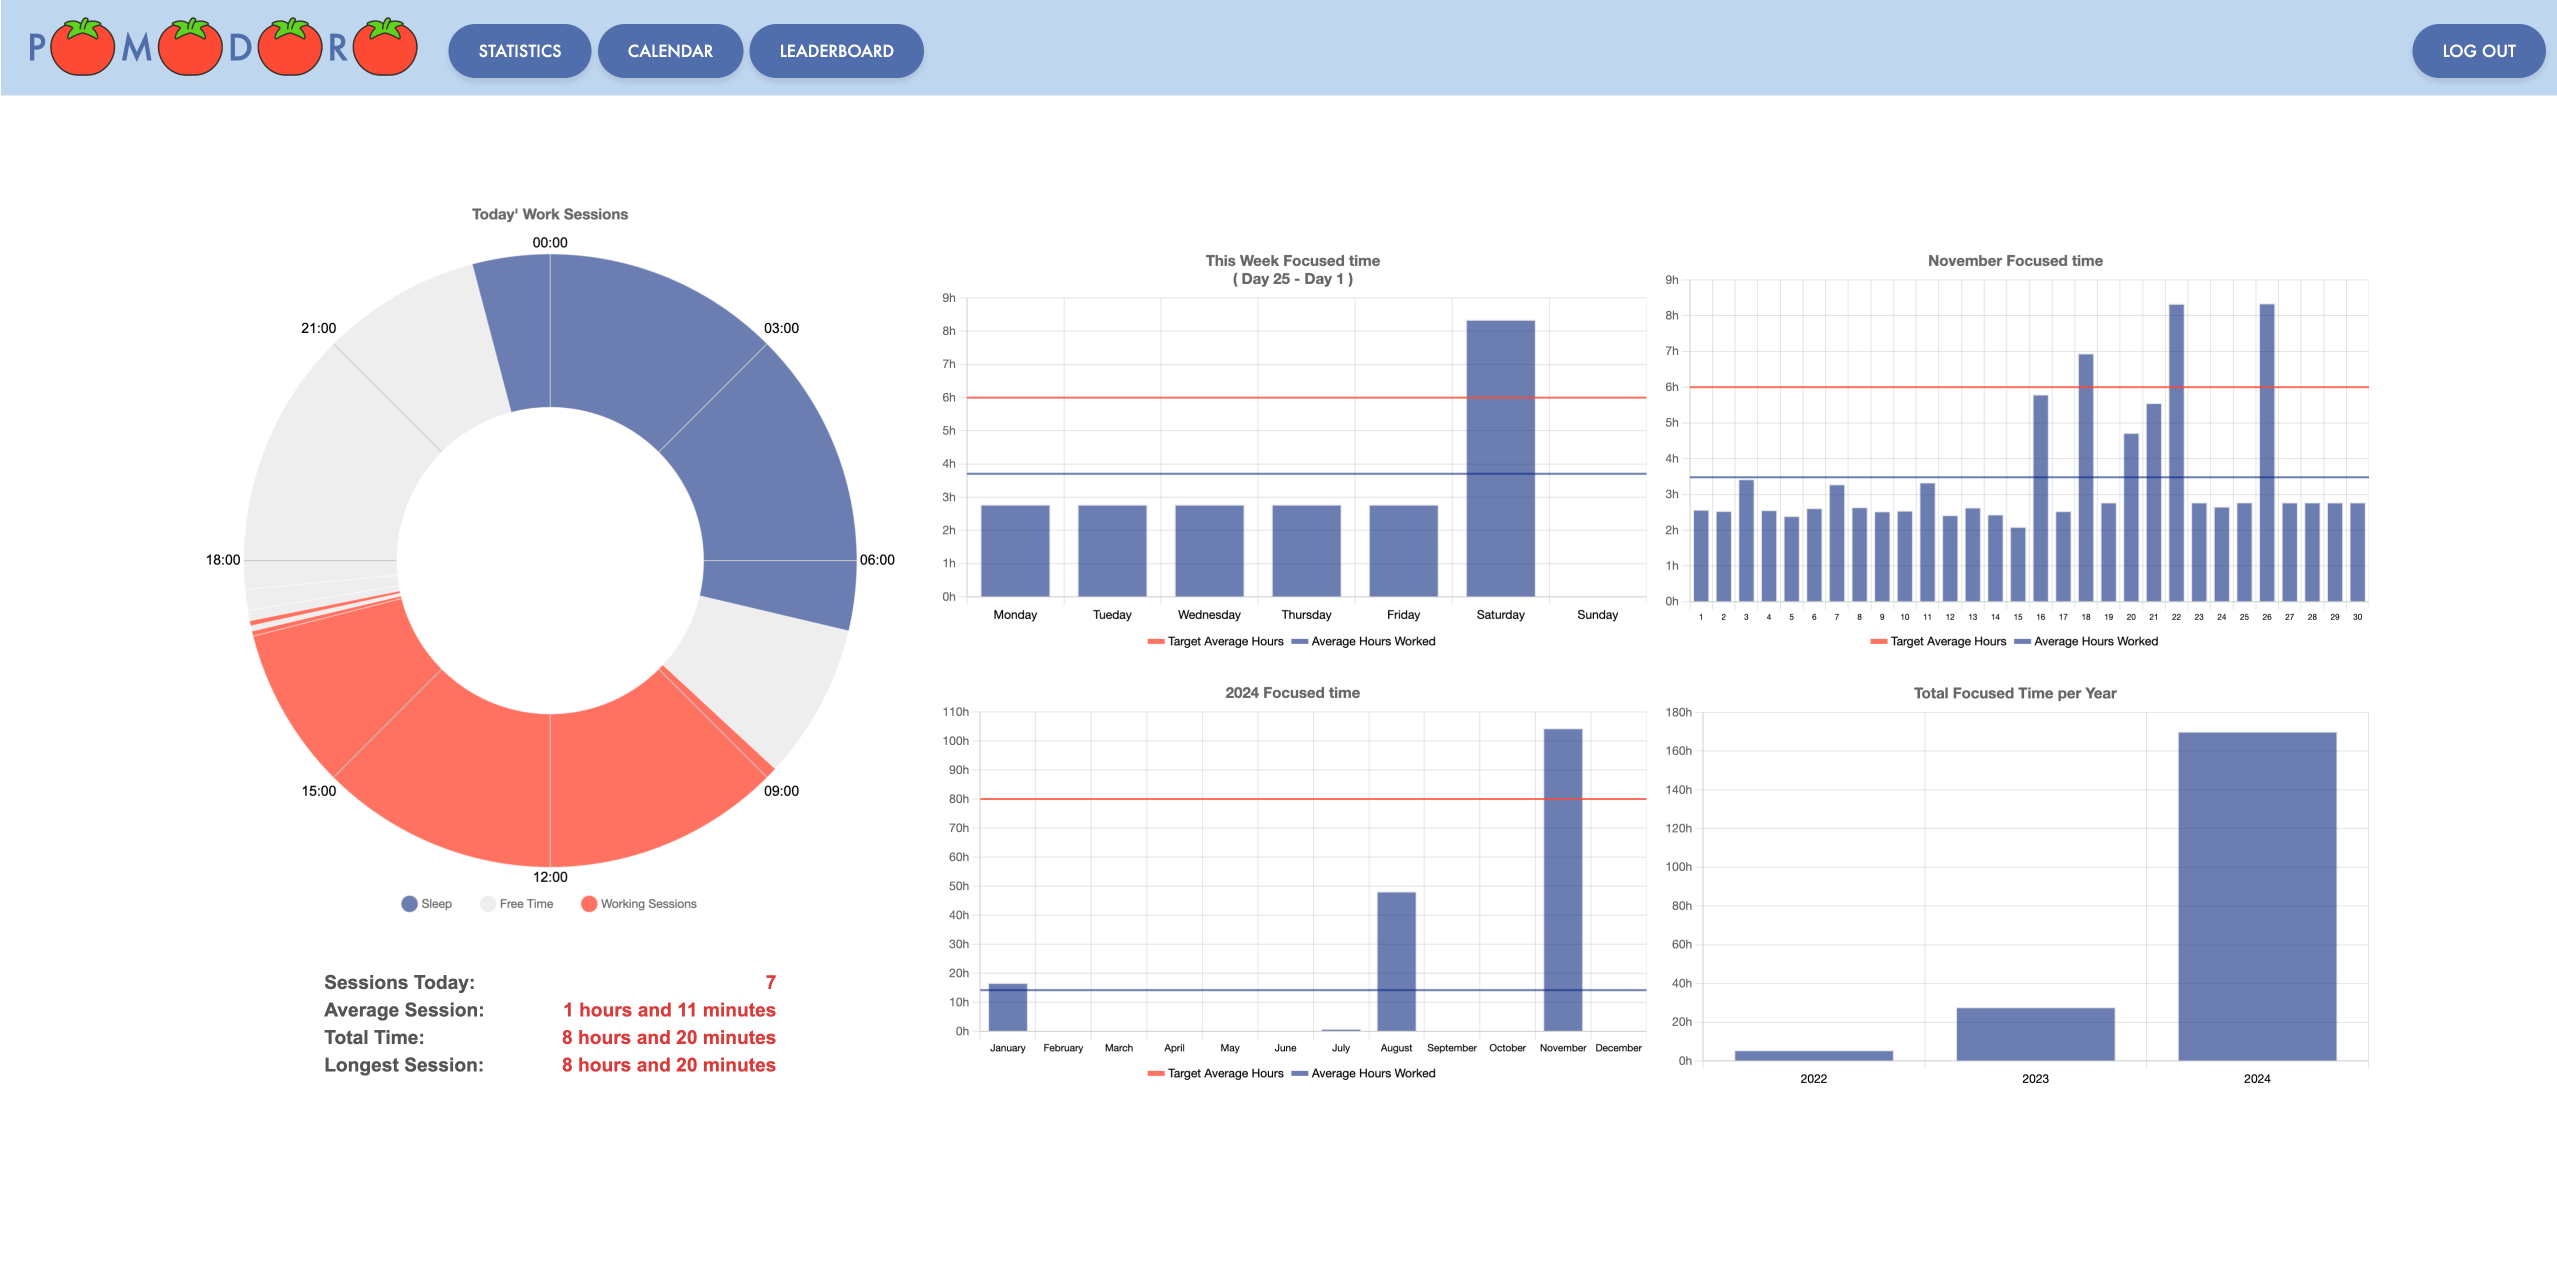 P M D R
STATISTICS CALENDAR LEADERBOARD LOG OUT
Today' Work Sessions
00:00
03:00
06:00
09:00
12:00
15:00
18:00
21:00
Sleep Free Time Working Sessions
Sessions Today: 7
Average Session: 1 hours and 11 minutes
Total Time: 8 hours and 20 minutes
Longest Session: 8 hours and 20 minutes
This Week Focused time
( Day 25 - Day 1 )
9h
8h
7h
6h
5h
4h
3h
2h
1h
0h
Monday Tueday Wednesday Thursday Friday Saturday Sunday
Target Average Hours Average Hours Worked
November Focused time
9h
8h
7h
6h
5h
4h
3h
2h
1h
0h
1 2 3 4 5 6 7 8 9 10 11 12 13 14 15 16 17 18 19 20 21 22 23 24 25 26 27 28 29 30
Target Average Hours Average Hours Worked
2024 Focused time
110h
100h
90h
80h
70h
60h
50h
40h
30h
20h
10h
0h
January February March April May June July August September October November December
Target Average Hours Average Hours Worked
Total Focused Time per Year
180h
160h
140h
120h
100h
80h
60h
40h
20h
0h
2022 2023 2024